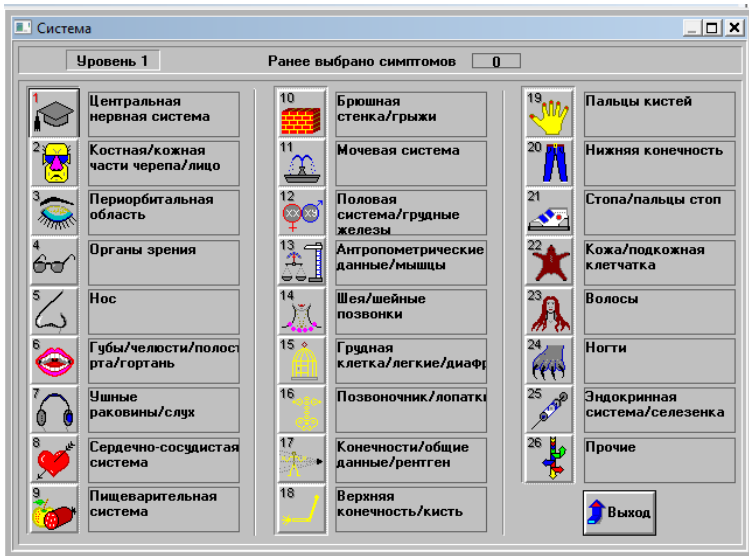 Система
Уровень 1
Ранее выбрано симптомов 0
1
Центральная
нервная система
2
Костная/кожная
части черепа/лицо
3
Периорбитальная
область
4
Органы зрения
5
Нос
6
Губы/челюсти/полост
рта/гортань
7
Ушные
раковины/слух
8
Сердечно-сосудистая
система
9
Пищеварительная
система
10
Брюшная
стенка/грыжи
11
Мочевая система
12
XX XY
Половая
система/грудные
железы
13
Антропометрические
данные/мышцы
14
Шея/шейные
позвонки
15
Грудная
клетка/легкие/диафр
16
Позвоночник/лопатки
17
Конечности/общие
данные/рентген
18
Верхняя
конечность/кисть
19
Пальцы кистей
20
Нижняя конечность
21
Стопа/пальцы стоп
22
Кожа/подкожная
клетчатка
23
Волосы
24
Ногти
25
Эндокринная
система/селезенка
26
Прочие
Выход